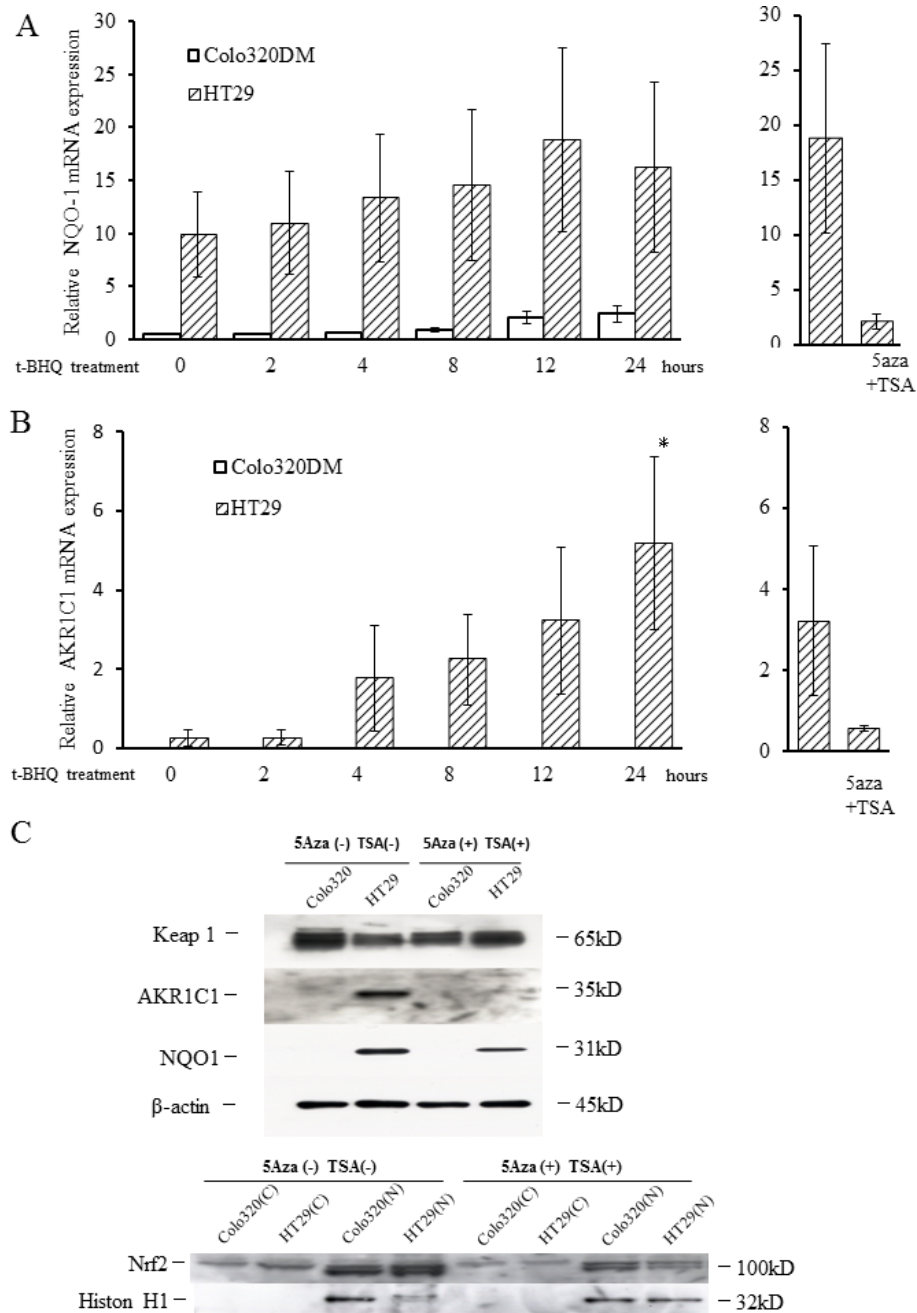 A
Relative NQO-1 mRNA expression
30
25
20
15
10
5
0
Colo320DM
HT29
t-BHQ treatment 0 2 4 8 12 24 hours
30
25
20
15
10
5
0
5aza
+TSA
B
Relative AKR1C1 mRNA expression
8
6
4
2
0
Colo320DM
HT29
*
t-BHQ treatment 0 2 4 8 12 24 hours
8
6
4
2
0
5aza
+TSA
C
5Aza (-) TSA(-) 5Aza (+) TSA(+)
Colo320 HT29 Colo320 HT29
Keap 1 – – 65kD
AKR1C1 – – 35kD
NQO1 – – 31kD
β-actin – – 45kD
5Aza (-) TSA(-) 5Aza (+) TSA(+)
Colo320(C) HT29(C) Colo320(N) HT29(N) Colo320(C) HT29(C) Colo320(N) HT29(N)
Nrf2 – – 100kD
Histon H1 – – 32kD